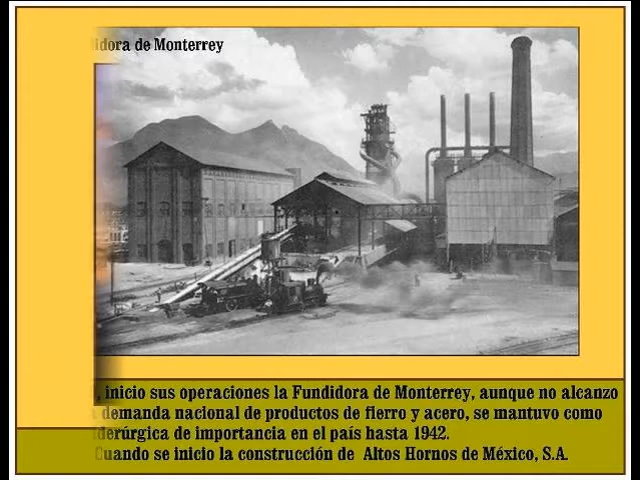 de Monterrey
, inicio sus operaciones la Fundidora de Monterrey, aunque no alcanzo
demanda nacional de productos de fierro y acero, se mantuvo como
de importancia en el país hasta 1942.
Cuando se inicio la construcción de Altos Hornos de México, S.A.